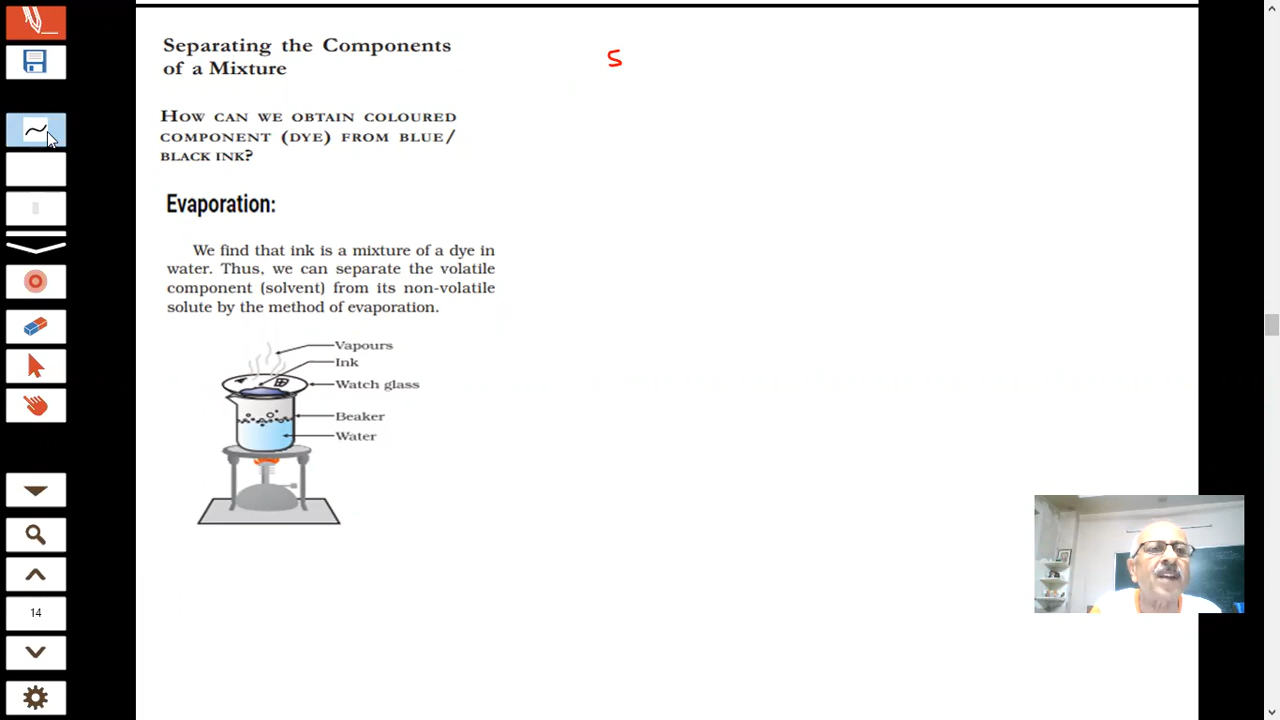 Separating the Components
of a Mixture
S
HOW CAN WE OBTAIN COLOURED
COMPONENT (DYE) FROM BLUE/
BLACK INK?
Evaporation:
We find that ink is a mixture of a dye in
water. Thus, we can separate the volatile
component (solvent) from its non-volatile
solute by the method of evaporation.
Vapours
Ink
Watch glass
Beaker
Water
14